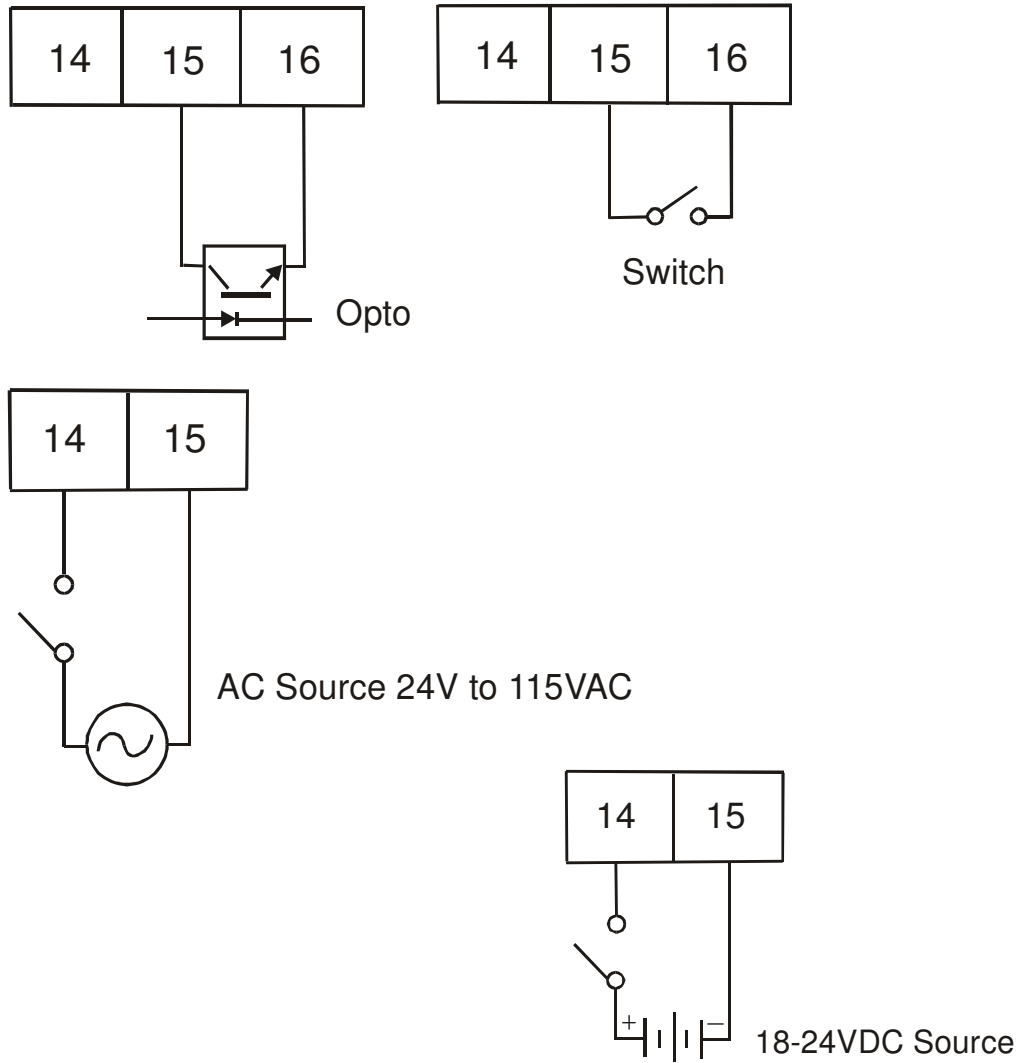 14 15 16
14 15 16
Switch
Opto
14 15
AC Source 24V to 115VAC
14 15
+ –
18-24VDC Source